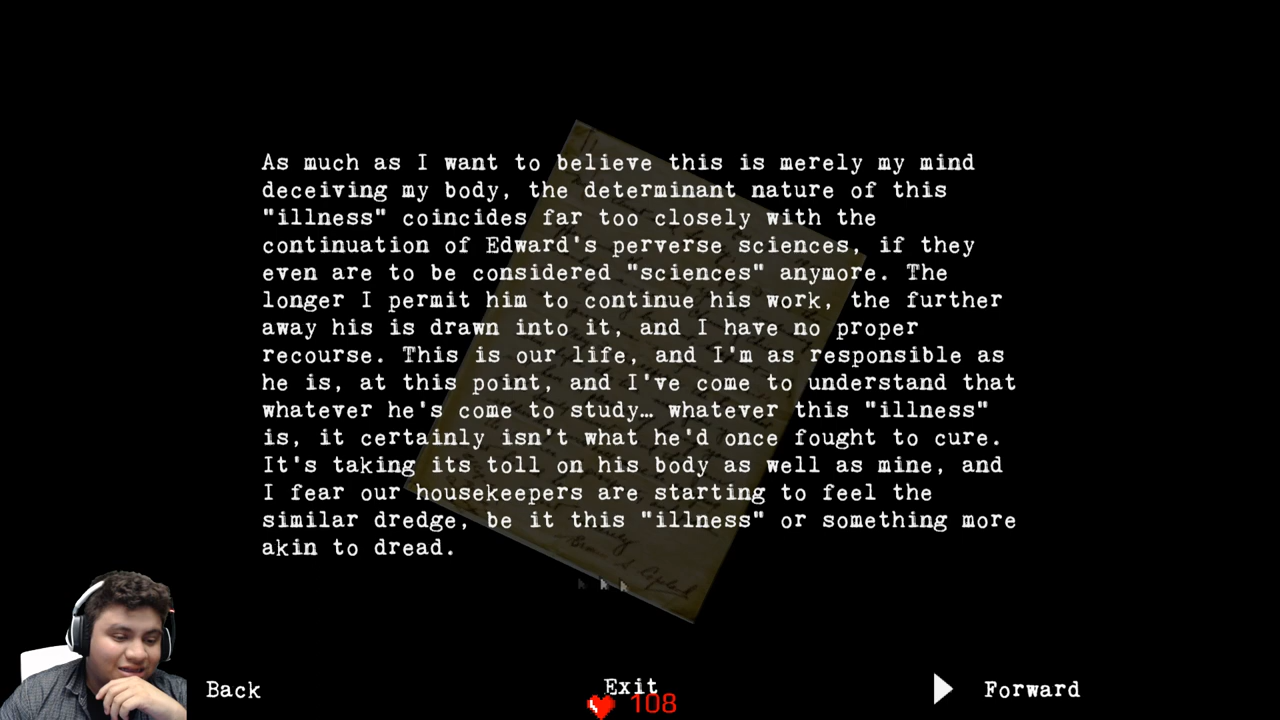 As much as I want to believe this is merely my mind
deceiving my body, the determinant nature of this
"illness" coincides far too closely with the
continuation of Edward's perverse sciences, if they
even are to be considered "sciences" anymore. The
longer I permit him to continue his work, the further
away his is drawn into it, and I have no proper
recourse. This is our life, and I'm as responsible as
he is, at this point, and I've come to understand that
whatever he's come to study… whatever this "illness"
is, it certainly isn't what he'd once fought to cure.
It's taking its toll on his body as well as mine, and
I fear our housekeepers are starting to feel the
similar dredge, be it this "illness" or something more
akin to dread.
Back
Exit
Forward
108